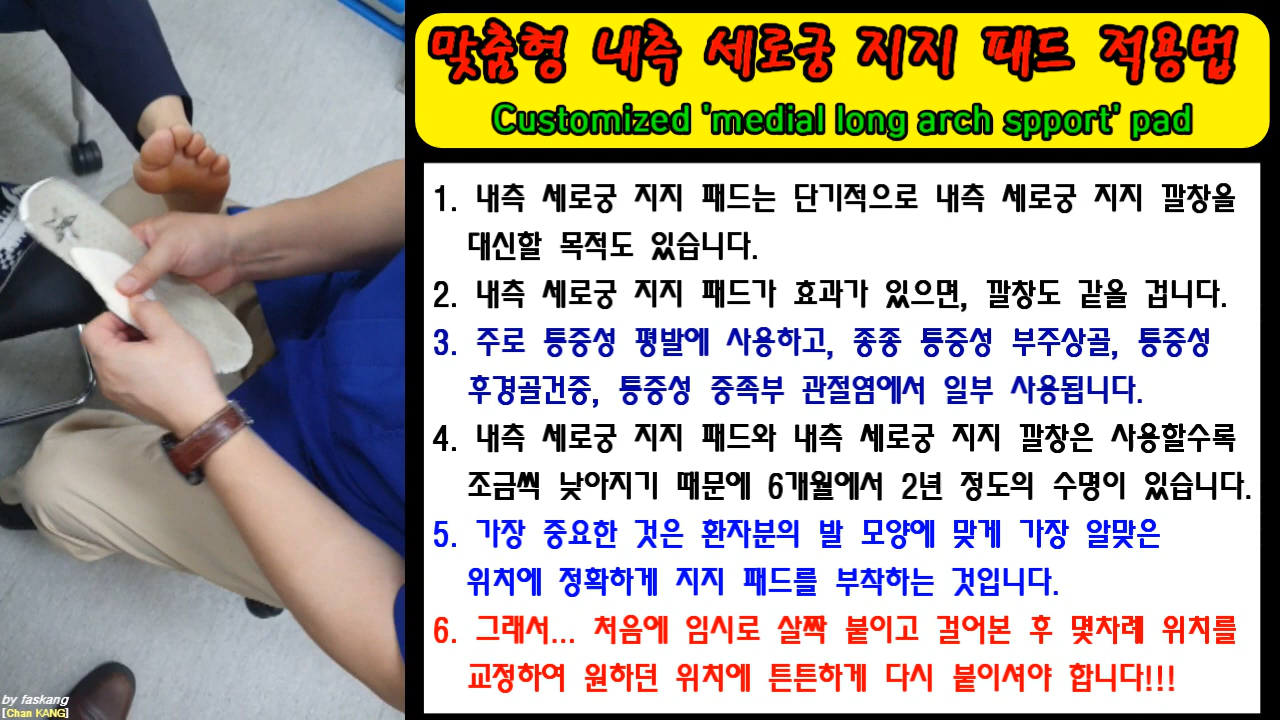 맞춤형 내측 세로궁 지지 패드 적용법
Customized 'medial long arch spport' pad
1. 내측 세로궁 지지 패드는 단기적으로 내측 세로궁 지지 깔창을
대신할 목적도 있습니다.
2. 내측 세로궁 지지 패드가 효과가 있으면, 깔창도 같을 겁니다.
3. 주로 통증성 평발에 사용하고, 종종 통증성 부주상골, 통증성
후경골건증, 통증성 중족부 관절염에서 일부 사용됩니다.
4. 내측 세로궁 지지 패드와 내측 세로궁 지지 깔창은 사용할수록
조금씩 낮아지기 때문에 6개월에서 2년 정도의 수명이 있습니다.
5. 가장 중요한 것은 환자분의 발 모양에 맞게 가장 알맞은
위치에 정확하게 지지 패드를 부착하는 것입니다.
6. 그래서... 처음에 임시로 살짝 붙이고 걸어본 후 몇차례 위치를
교정하여 원하던 위치에 튼튼하게 다시 붙이셔야 합니다!!!
by faskang
[Chan KANG]